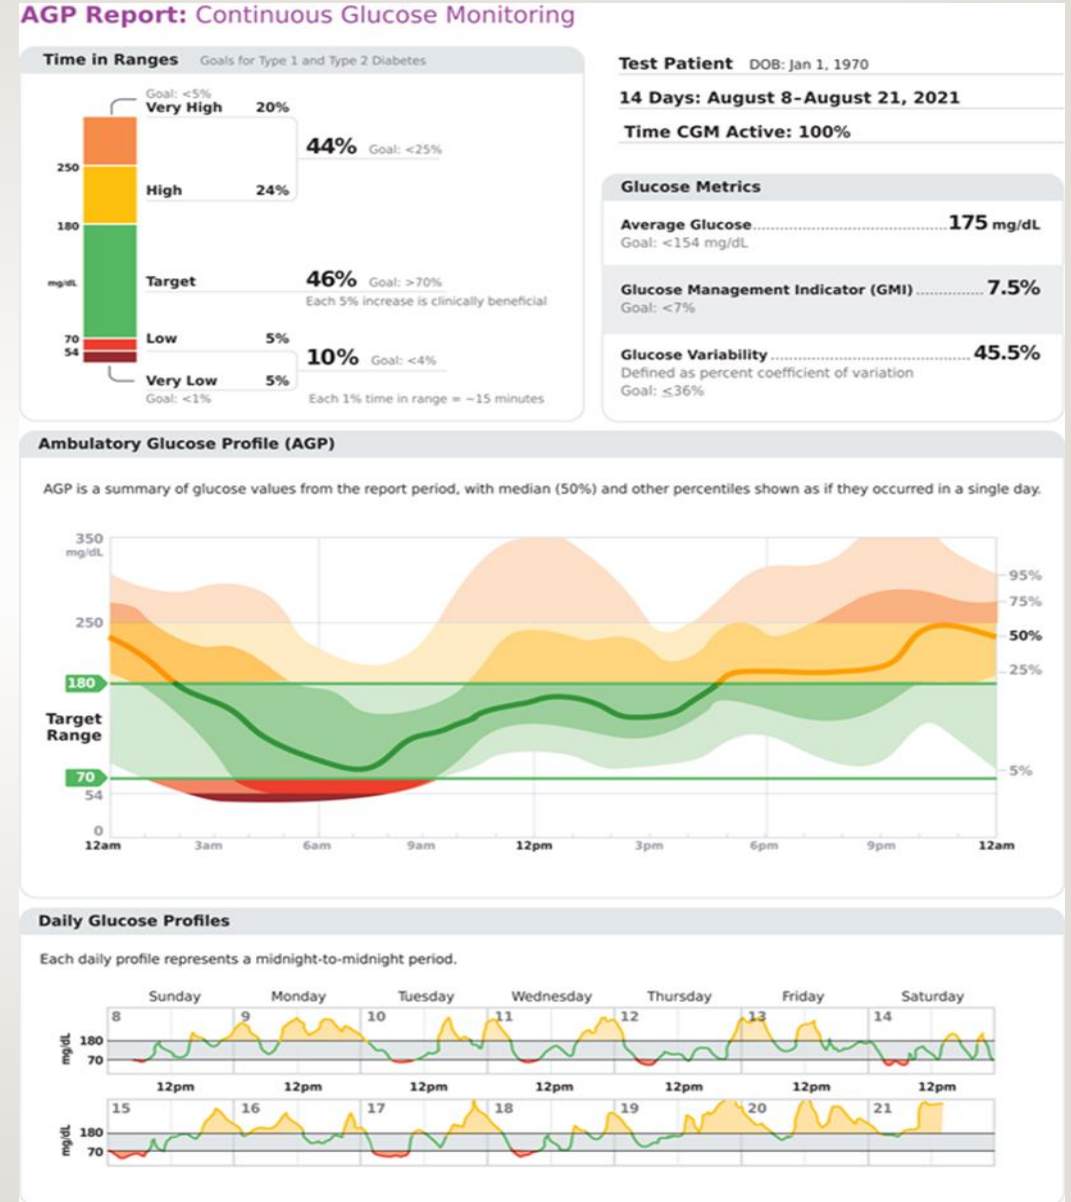 AGP Report: Continuous Glucose Monitoring
Time in Ranges Goals for Type 1 and Type 2 Diabetes
Goal: <5%
Very High 20%
44% Goal: <25%
250
High 24%
180
mg/dL
Target 46% Goal: >70%
Each 5% increase is clinically beneficial
70
Low 5%
54
10% Goal: <4%
Very Low 5%
Goal: <1%
Each 1% time in range = ~15 minutes
Test Patient DOB: Jan 1, 1970
14 Days: August 8–August 21, 2021
Time CGM Active: 100%
Glucose Metrics
Average Glucose 175 mg/dL
Goal: <154 mg/dL
Glucose Management Indicator (GMI) 7.5%
Goal: <7%
Glucose Variability 45.5%
Defined as percent coefficient of variation
Goal: ≤36%
Ambulatory Glucose Profile (AGP)
AGP is a summary of glucose values from the report period, with median (50%) and other percentiles shown as if they occurred in a single day.
350
mg/dL
250
180
Target
Range
70
54
0
95%
75%
50%
25%
5%
12am 3am 6am 9am 12pm 3pm 6pm 9pm 12am
Daily Glucose Profiles
Each daily profile represents a midnight-to-midnight period.
Sunday Monday Tuesday Wednesday Thursday Friday Saturday
8 9 10 11 12 13 14
mg/dL
180
70
12pm 12pm 12pm 12pm 12pm 12pm 12pm
15 16 17 18 19 20 21
mg/dL
180
70